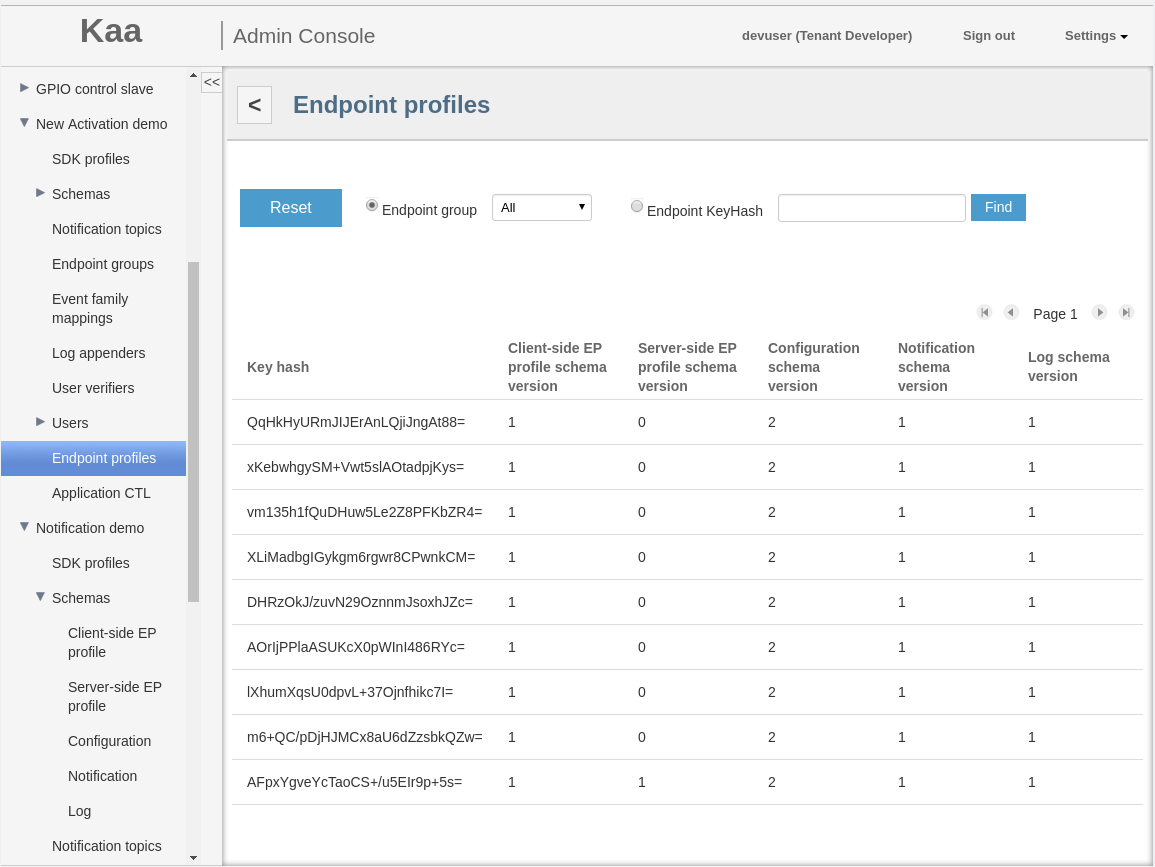 Kaa
Admin Console
devuser (Tenant Developer)
Sign out
Settings
GPIO control slave
New Activation demo
SDK profiles
Schemas
Notification topics
Endpoint groups
Event family
mappings
Log appenders
User verifiers
Users
Endpoint profiles
Application CTL
Notification demo
SDK profiles
Schemas
Client-side EP
profile
Server-side EP
profile
Configuration
Notification
Log
Notification topics
<<
<
Endpoint profiles
Reset
Endpoint group
All
Endpoint KeyHash
Find
Page 1
Key hash
Client-side EP
profile schema
version
Server-side EP
profile schema
version
Configuration
schema
version
Notification
schema
version
Log schema
version
QqHkHyURmJIJErAnLQjiJngAt88= 1 0 2 1 1
xKebwhgySM+Vwt5slAOtadpjKys= 1 0 2 1 1
vm135h1fQuDHuw5Le2Z8PFKbZR4= 1 0 2 1 1
XLiMadbgIGykgm6rgwr8CPwnkCM= 1 0 2 1 1
DHRzOkJ/zuvN29OznnmJsoxhJZc= 1 0 2 1 1
AOrIjPPlaASUKcX0pWInI486RYc= 1 0 2 1 1
lXhumXqsU0dpvL+37Ojnfhikc7I= 1 0 2 1 1
m6+QC/pDjHJMCx8aU6dZzsbkQZw= 1 0 2 1 1
AFpxYgveYcTaoCS+/u5EIr9p+5s= 1 1 2 1 1